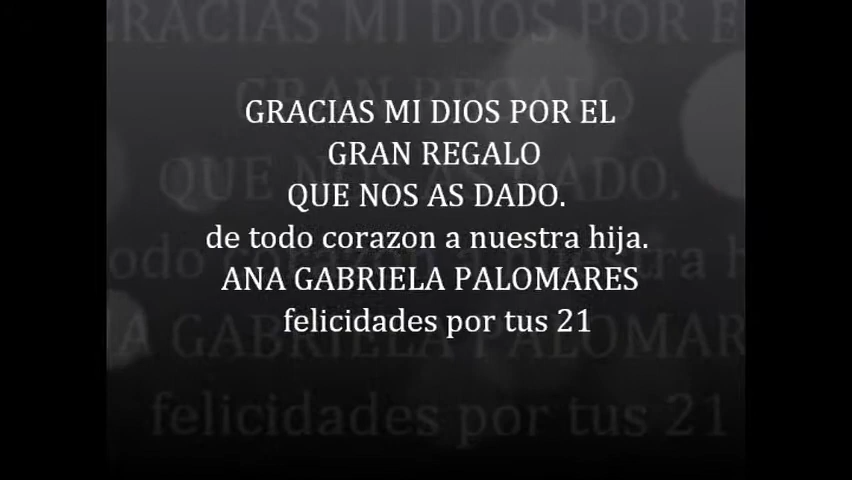 GRACIAS MI DIOS POR EL
GRAN REGALO
QUE NOS AS DADO.
de todo corazon a nuestra hija.
ANA GABRIELA PALOMARES
felicidades por tus 21